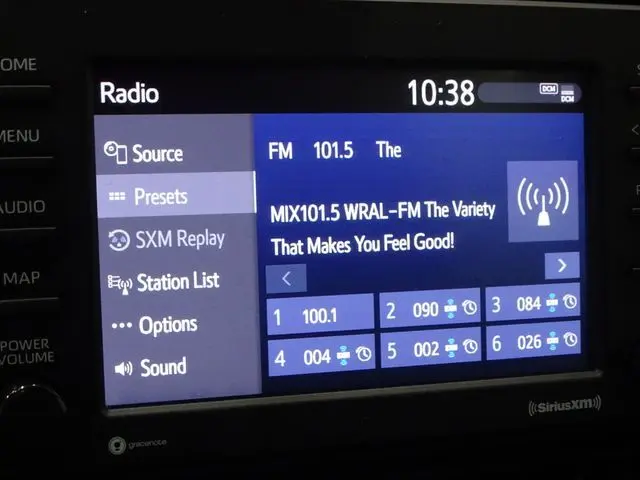 HOME
MENU
AUDIO
MAP
POWER
VOLUME
Radio
10:38
DCM
DCM
Source
Presets
SXM Replay
Station List
Options
Sound
FM 101.5 The
MIX101.5 WRAL-FM The Variety
That Makes You Feel Good!
1 100.1
2 090
3 084
4 004
5 002
6 026
SiriusXM
gracenote